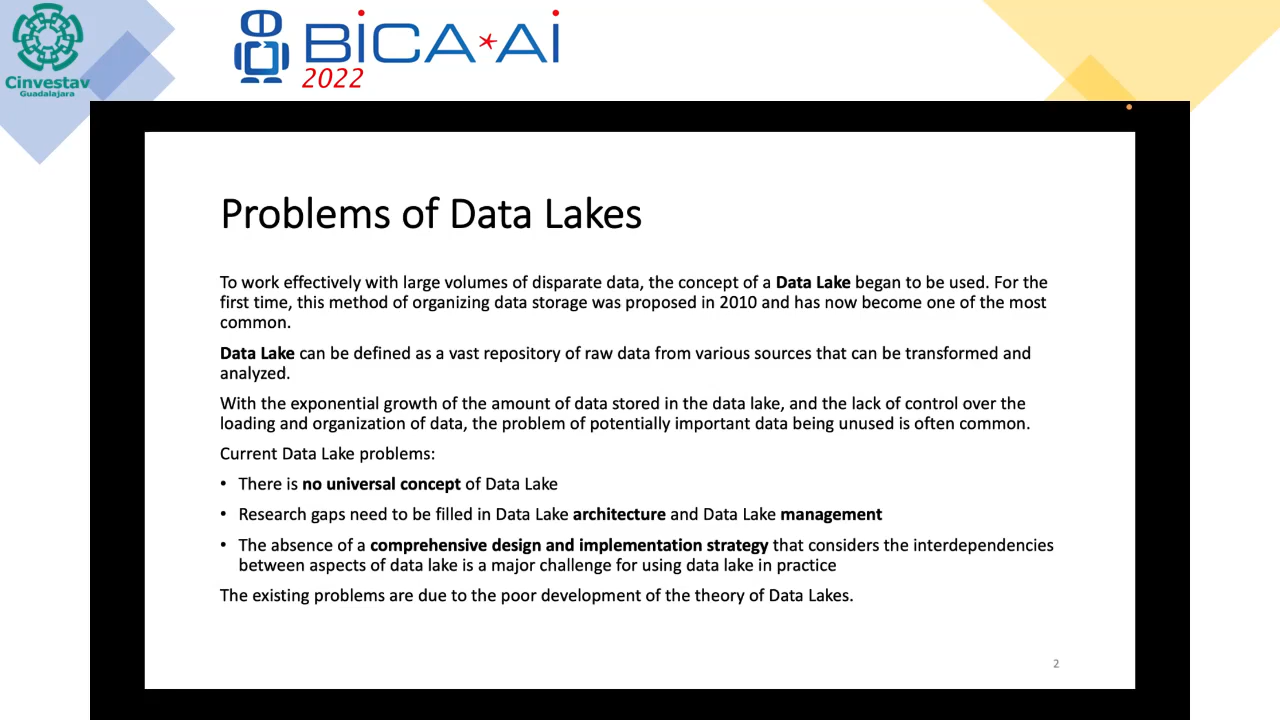 Cinvestav
Guadalajara
BiCA*Ai
2022
Problems of Data Lakes
To work effectively with large volumes of disparate data, the concept of a Data Lake began to be used. For the
first time, this method of organizing data storage was proposed in 2010 and has now become one of the most
common.
Data Lake can be defined as a vast repository of raw data from various sources that can be transformed and
analyzed.
With the exponential growth of the amount of data stored in the data lake, and the lack of control over the
loading and organization of data, the problem of potentially important data being unused is often common.
Current Data Lake problems:
• There is no universal concept of Data Lake
• Research gaps need to be filled in Data Lake architecture and Data Lake management
• The absence of a comprehensive design and implementation strategy that considers the interdependencies
between aspects of data lake is a major challenge for using data lake in practice
The existing problems are due to the poor development of the theory of Data Lakes.
2